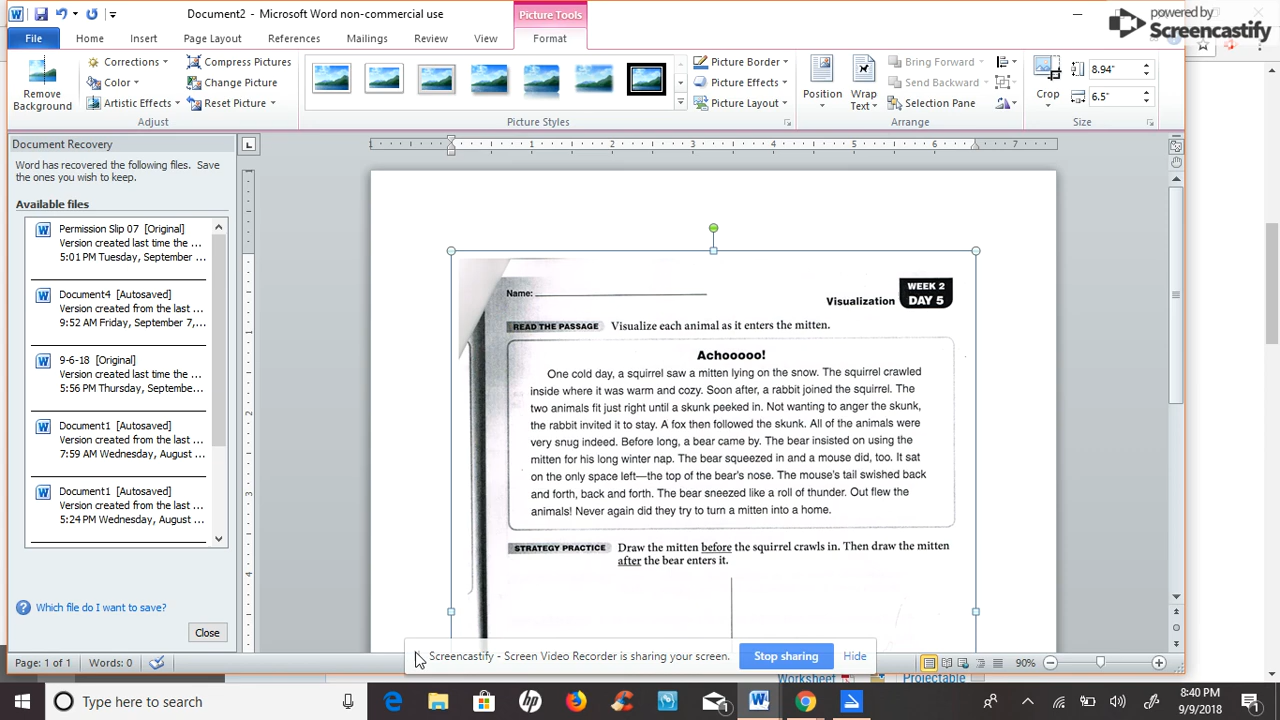 Document2 - Microsoft Word non-commercial use
Picture Tools
powered by
Screencastify
File
Home
Insert
Page Layout
References
Mailings
Review
View
Format
Remove
Background
Corrections
Color
Artistic Effects
Compress Pictures
Change Picture
Reset Picture
Adjust
Picture Styles
Picture Border
Picture Effects
Picture Layout
Position
Wrap
Text
Bring Forward
Send Backward
Selection Pane
Arrange
Crop
8.94"
6.5"
Size
Document Recovery
Word has recovered the following files. Save
the ones you wish to keep.
Available files
Permission Slip 07 [Original]
Version created last time the ...
5:01 PM Tuesday, September ...
Document4 [Autosaved]
Version created last time the ...
9:52 AM Friday, September 7,...
9-6-18 [Original]
Version created last time the ...
5:56 PM Thursday, Septembe...
Document1 [Autosaved]
Version created from the last ...
7:59 AM Wednesday, August ...
Document1 [Autosaved]
Version created from the last ...
5:24 PM Wednesday, August ...
Which file do I want to save?
Close
1 1 2 3 4 5 6 7
1
2
3
4
Name:
Visualization
WEEK 2
DAY 5
READ THE PASSAGE Visualize each animal as it enters the mitten.
Achooooo!
One cold day, a squirrel saw a mitten lying on the snow. The squirrel crawled
inside where it was warm and cozy. Soon after, a rabbit joined the squirrel. The
two animals fit just right until a skunk peeked in. Not wanting to anger the skunk,
the rabbit invited it to stay. A fox then followed the skunk. All of the animals were
very snug indeed. Before long, a bear came by. The bear insisted on using the
mitten for his long winter nap. The bear squeezed in and a mouse did, too. It sat
on the only space left—the top of the bear's nose. The mouse's tail swished back
and forth, back and forth. The bear sneezed like a roll of thunder. Out flew the
animals! Never again did they try to turn a mitten into a home.
STRATEGY PRACTICE Draw the mitten before the squirrel crawls in. Then draw the mitten
after the bear enters it.
Screencastify - Screen Video Recorder is sharing your screen.
Stop sharing
Hide
Page: 1 of 1
Words: 0
90%
Worksheet
Projectable
Type here to search
8:40 PM
9/9/2018